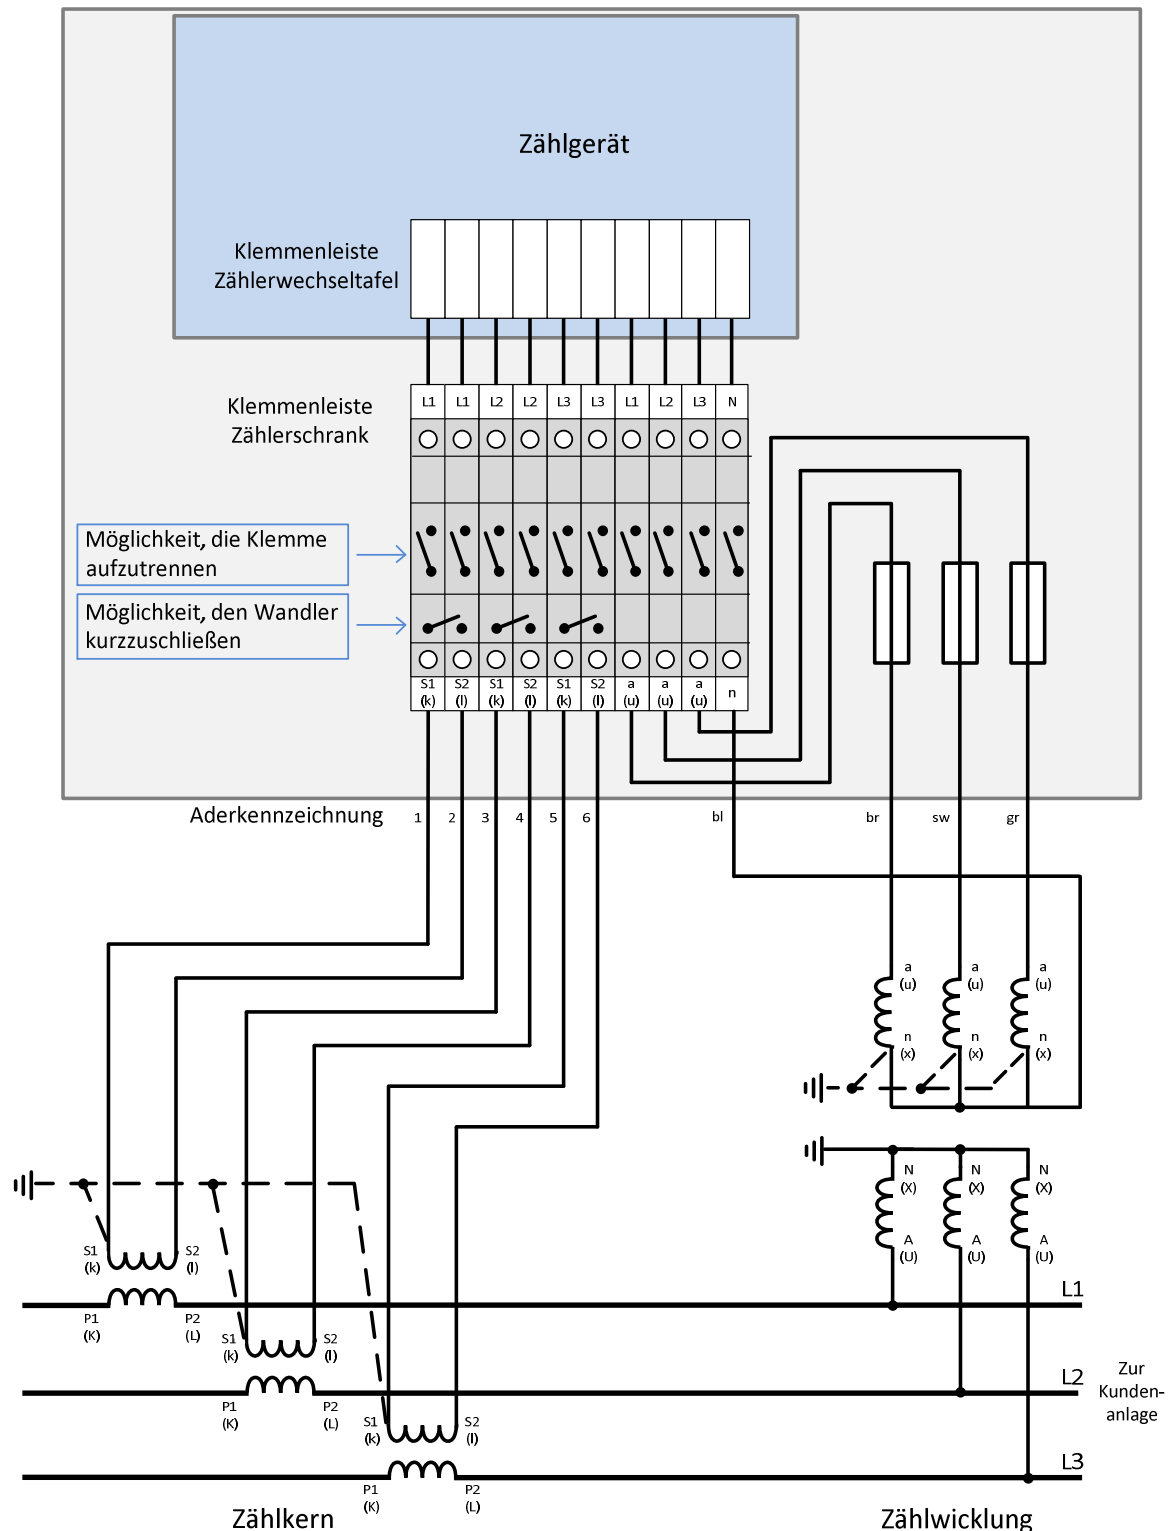 Zählgerät
Klemmenleiste
Zählerwechseltafel
Klemmenleiste
Zählerschrank
L1 L1 L2 L2 L3 L3 L1 L2 L3 N
Möglichkeit, die Klemme
aufzutrennen
Möglichkeit, den Wandler
kurzzuschließen
S1 S2 S1 S2 S1 S2 a a a n
(k) (l) (k) (l) (k) (l) (u) (u) (u)
Aderkennzeichnung 1 2 3 4 5 6 bl br sw gr
a a a
(u) (u) (u)
n n n
(x) (x) (x)
N N N
(X) (X) (X)
A A A
(U) (U) (U)
S1 S2
(k) (l)
L1
P1 P2
(K) (L)
S1 S2
(k) (l)
L2
P1 P2
(K) (L)
Zur
Kunden-
anlage
S1 S2
(k) (l)
L3
P1 P2
(K) (L)
Zählkern
Zählwicklung